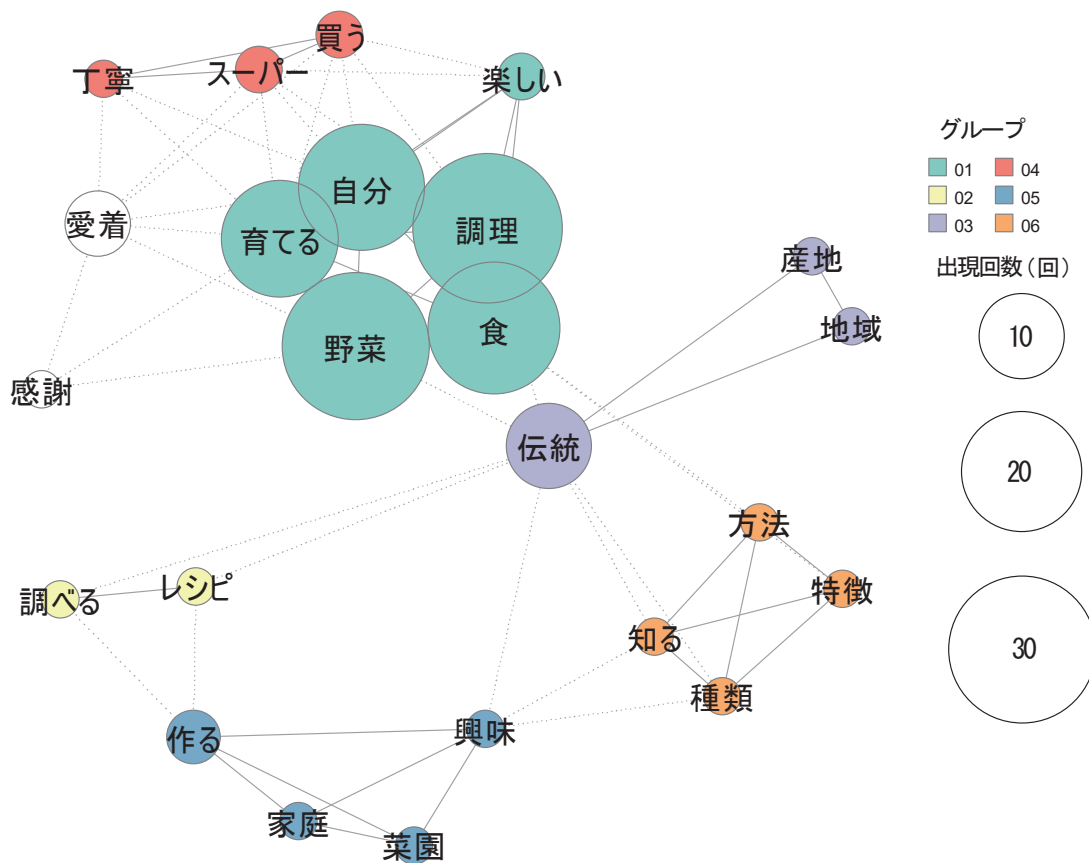 買う
スーパー
丁寧
楽しい
自分
愛着
育てる
調理
産地
地域
野菜
食
感謝
伝統
方法
特徴
調べる
レシピ
知る
種類
作る
興味
家庭
菜園
グループ
01 04
02 05
03 06
出現回数(回)
10
20
30